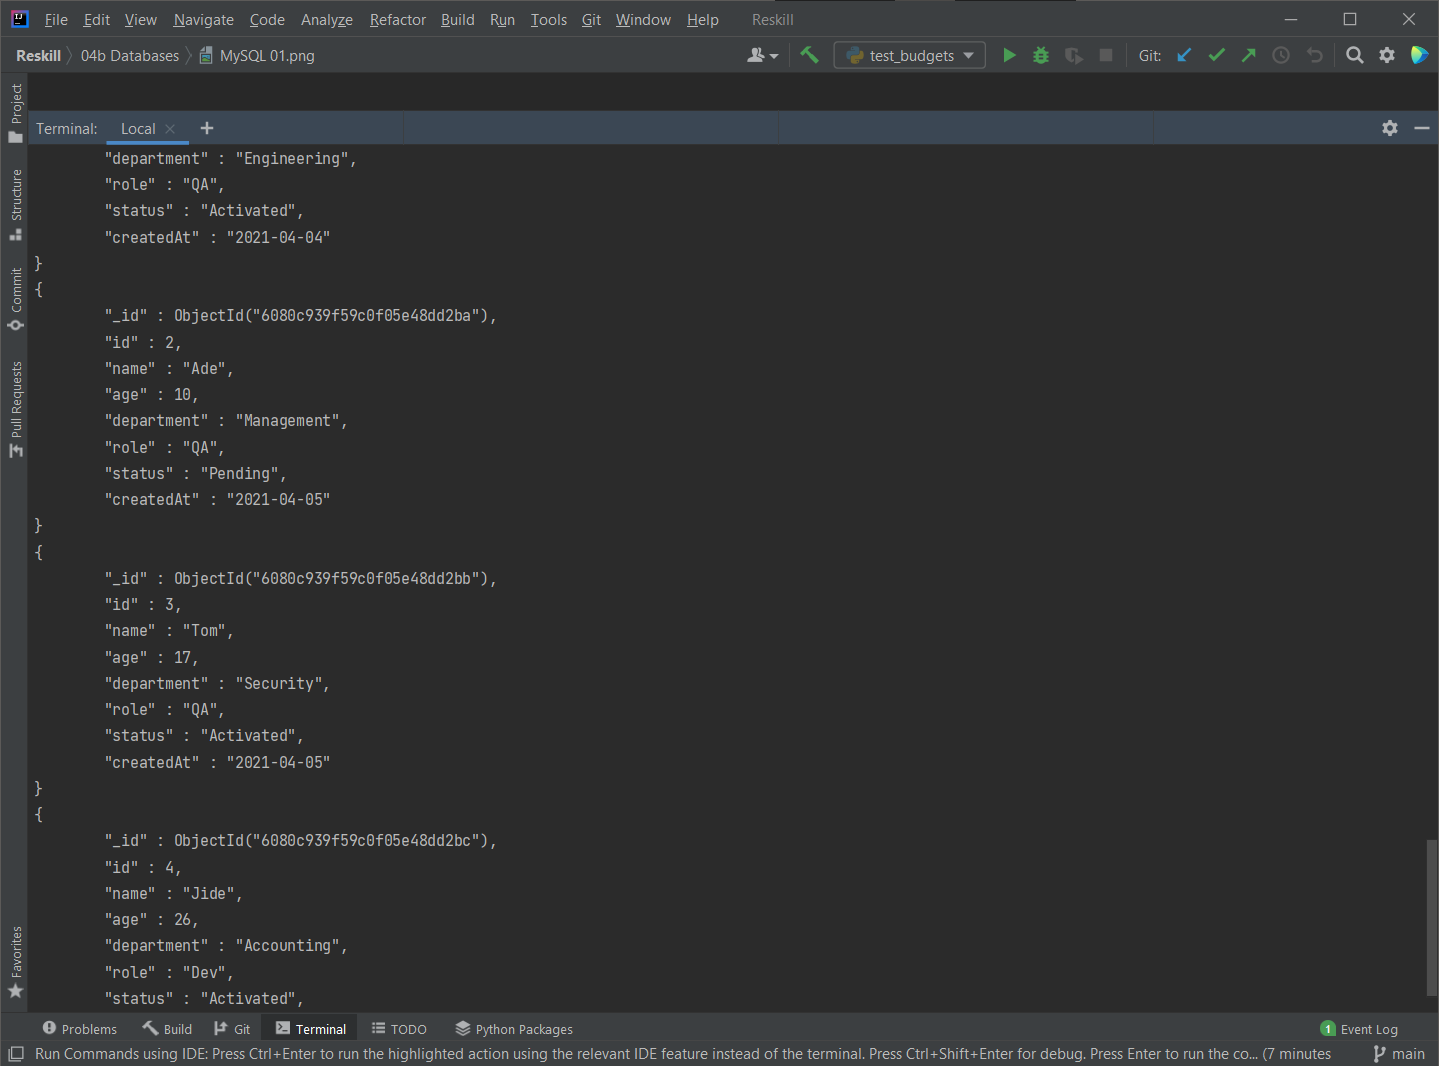 File Edit View Navigate Code Analyze Refactor Build Run Tools Git Window Help Reskill
Reskill 04b Databases MySQL 01.png test_budgets Git:
Project
Structure
Commit
Pull Requests
Favorites
Terminal: Local
"department" : "Engineering",
"role" : "QA",
"status" : "Activated",
"createdAt" : "2021-04-04"
}
{
"_id" : ObjectId("6080c939f59c0f05e48dd2ba"),
"id" : 2,
"name" : "Ade",
"age" : 10,
"department" : "Management",
"role" : "QA",
"status" : "Pending",
"createdAt" : "2021-04-05"
}
{
"_id" : ObjectId("6080c939f59c0f05e48dd2bb"),
"id" : 3,
"name" : "Tom",
"age" : 17,
"department" : "Security",
"role" : "QA",
"status" : "Activated",
"createdAt" : "2021-04-05"
}
{
"_id" : ObjectId("6080c939f59c0f05e48dd2bc"),
"id" : 4,
"name" : "Jide",
"age" : 26,
"department" : "Accounting",
"role" : "Dev",
"status" : "Activated",
Problems Build Git Terminal TODO Python Packages 1 Event Log
Run Commands using IDE: Press Ctrl+Enter to run the highlighted action using the relevant IDE feature instead of the terminal. Press Ctrl+Shift+Enter for debug. Press Enter to run the co... (7 minutes main